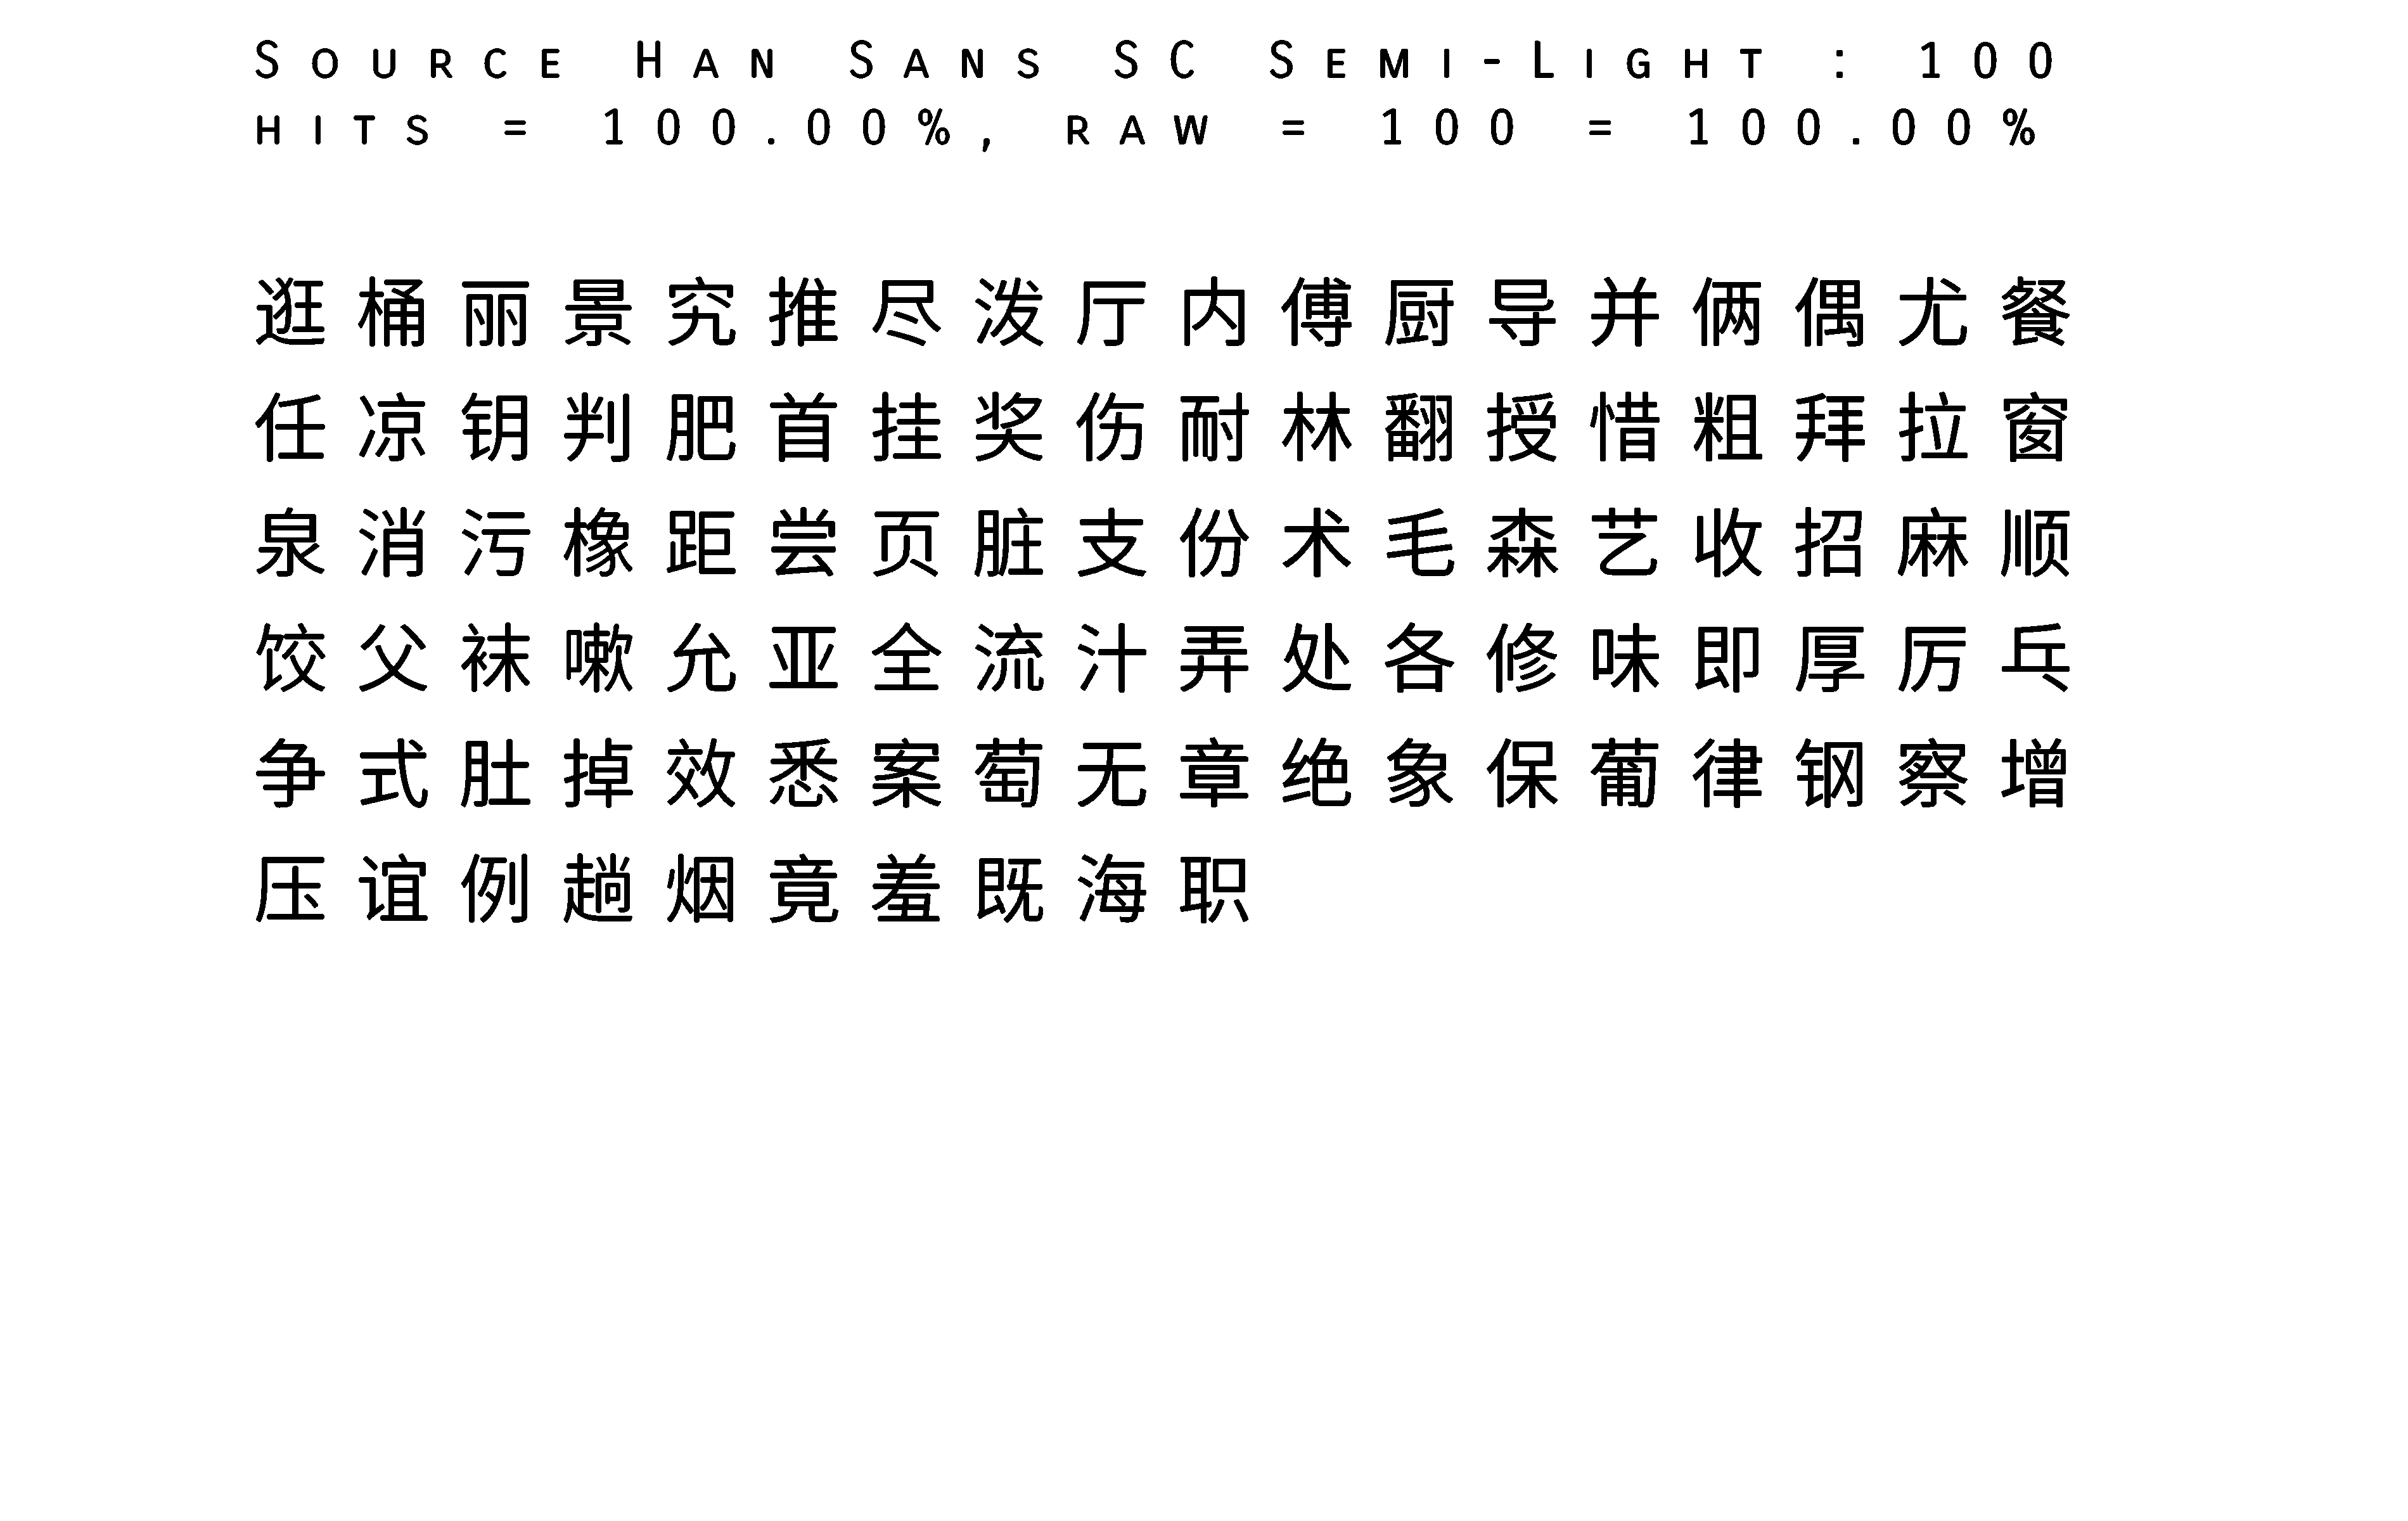 Source Han Sans SC Semi-Light : 100
hits = 100.00%, raw = 100 = 100.00%
逛桶丽景究推尽泼厅内傅厨导并俩偶尤餐
任凉钥判肥首挂奖伤耐林翻授惜粗拜拉窗
泉消污橡距尝页脏支份术毛森艺收招麻顺
饺父袜嗽允亚全流汁弄处各修味即厚厉乓
争式肚掉效悉案萄无章绝象保葡律钢察增
压谊例趟烟竟羞既海职